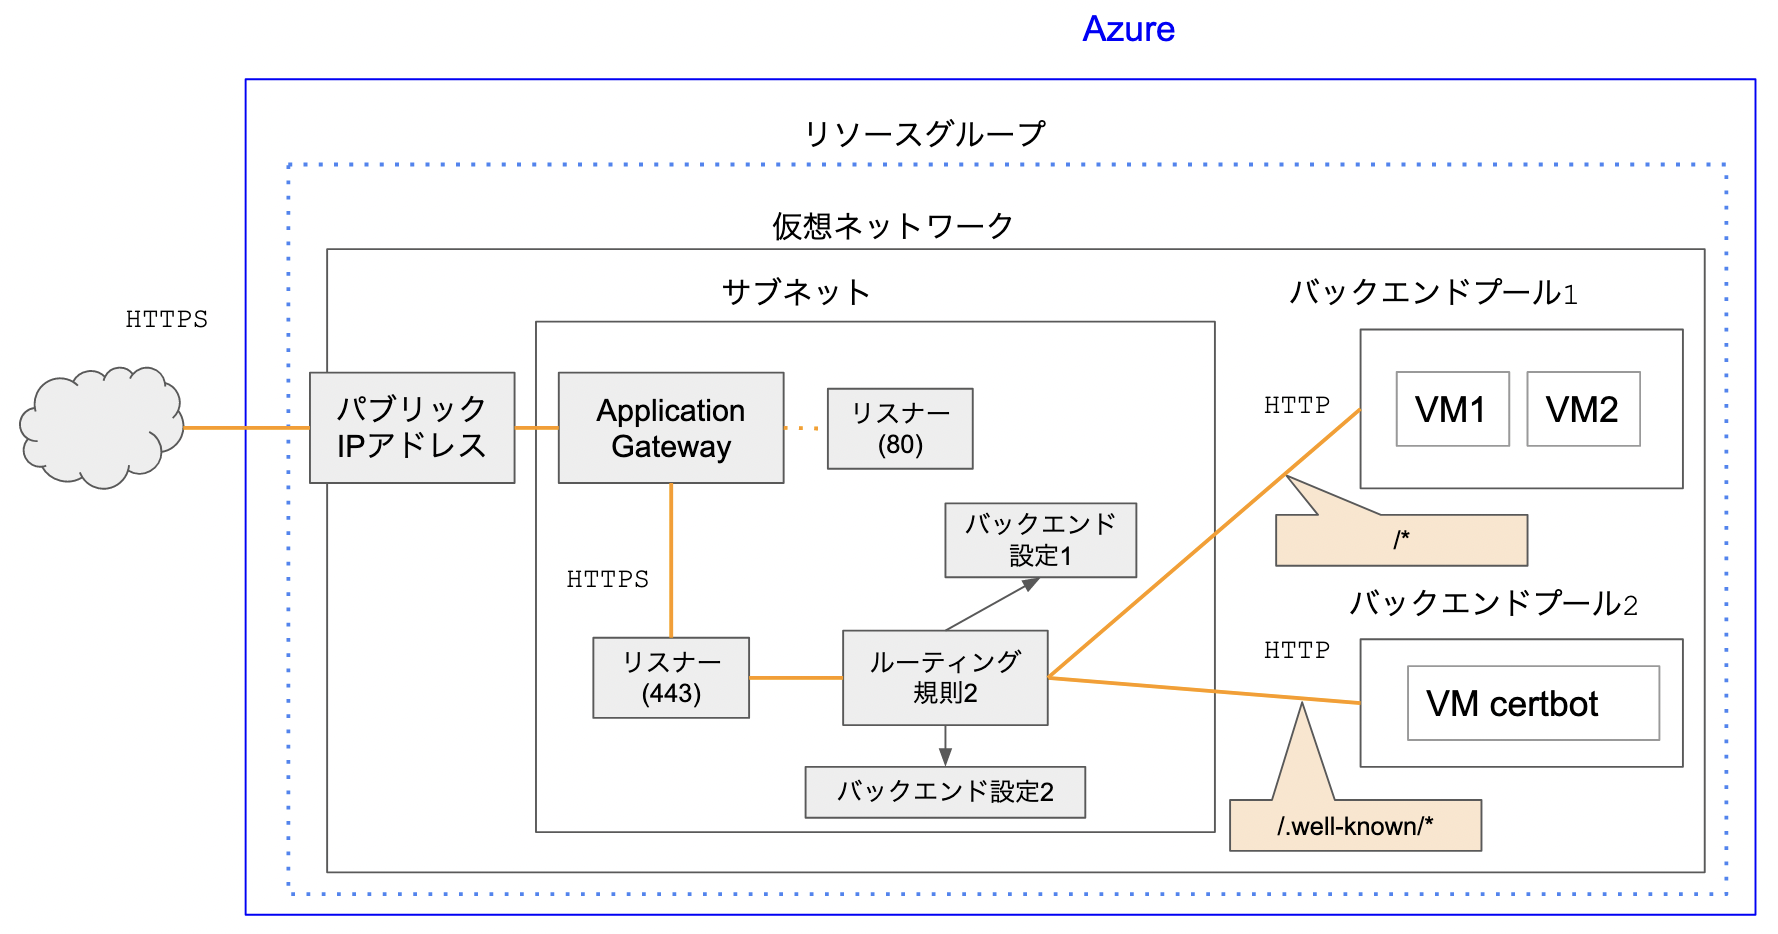 Azure
リソースグループ
仮想ネットワーク
サブネット
バックエンドプール1
HTTPS
パブリック
IPアドレス
Application
Gateway
リスナー
(80)
HTTP
VM1
VM2
バックエンド
設定1
/*
HTTPS
バックエンドプール2
リスナー
(443)
ルーティング
規則2
HTTP
VM certbot
バックエンド設定2
/.well-known/*